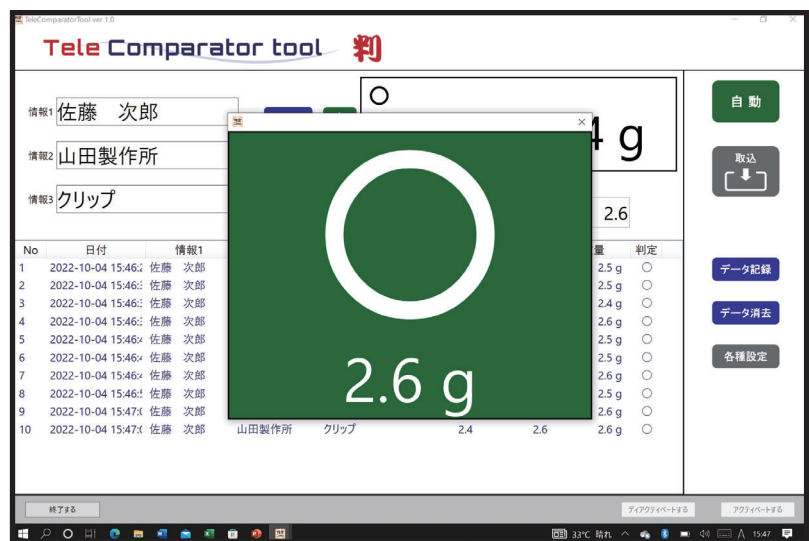 TeleComparatorTool ver 1.0
Tele Comparator tool 判
情報1 佐藤 次郎
○
4 g
自動
情報2 山田製作所
取込
情報3 クリップ
2.6
2.6 g
No 日付 情報1 量 判定
1 2022-10-04 15:46: 佐藤 次郎 2.5 g ○
2 2022-10-04 15:46: 佐藤 次郎 2.5 g ○
3 2022-10-04 15:46: 佐藤 次郎 2.4 g ○
4 2022-10-04 15:46: 佐藤 次郎 2.6 g ○
5 2022-10-04 15:46: 佐藤 次郎 2.5 g ○
6 2022-10-04 15:46: 佐藤 次郎 2.5 g ○
7 2022-10-04 15:46: 佐藤 次郎 2.6 g ○
8 2022-10-04 15:46: 佐藤 次郎 2.5 g ○
9 2022-10-04 15:47:0 佐藤 次郎 2.6 g ○
10 2022-10-04 15:47:0 佐藤 次郎 山田製作所 クリップ 2.4 2.6 2.6 g ○
データ記録
データ消去
各種設定
終了する
ディアクティベートする
アクティベートする
33°C 晴れ
A
15:47